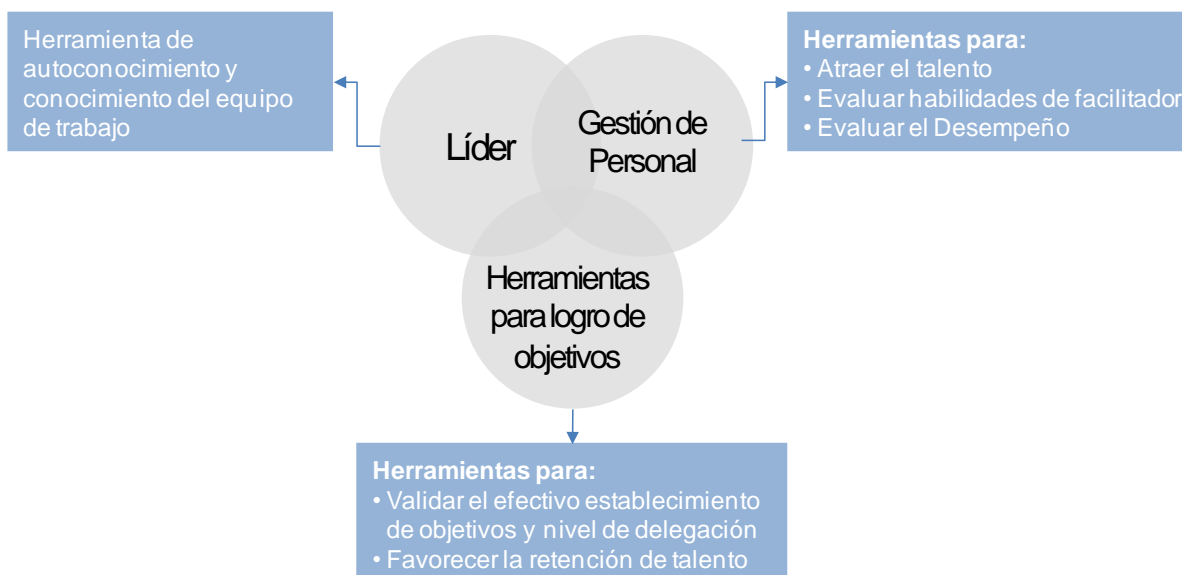 Herramienta de
autoconocimiento y
conocimiento del equipo
de trabajo
Líder
Gestión de
Personal
Herramientas para:
• Atraer el talento
• Evaluar habilidades de facilitador
• Evaluar el Desempeño
Herramientas
para logro de
objetivos
Herramientas para:
• Validar el efectivo establecimiento
de objetivos y nivel de delegación
• Favorecer la retención de talento